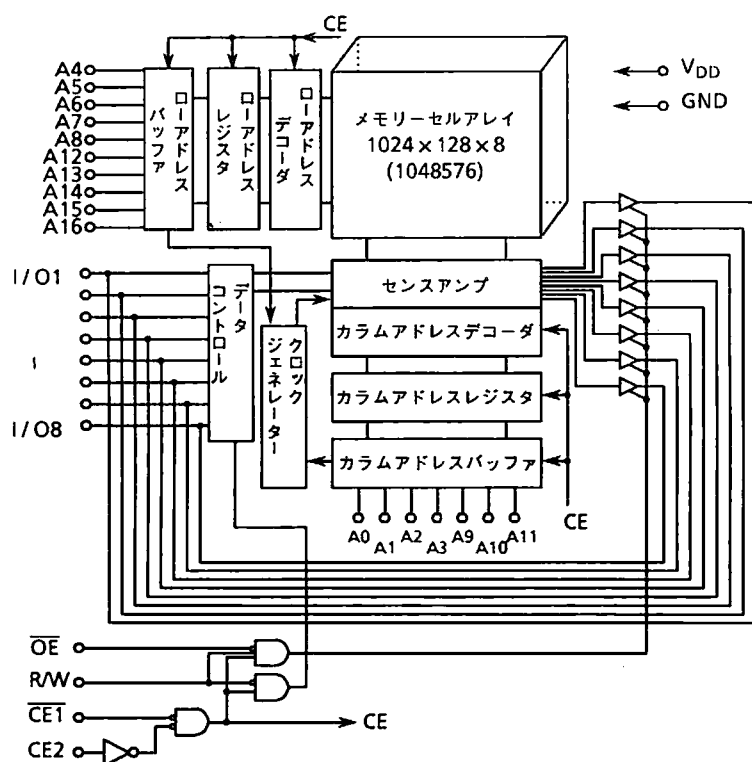 CE
A4
A5
A6
A7
A8
A12
A13
A14
A15
A16
ローアドレス
バッファ
ローアドレス
レジスタ
ローアドレス
デコーダ
メモリーセルアレイ
1024×128×8
(1048576)
VDD
GND
I/O1
~
I/O8
データ
コントロール
クロック
ジェネレーター
センスアンプ
カラムアドレスデコーダ
カラムアドレスレジスタ
カラムアドレスバッファ
A0
A1
A2
A3
A9
A10
A11
CE
OE
R/W
CE1
CE2
CE